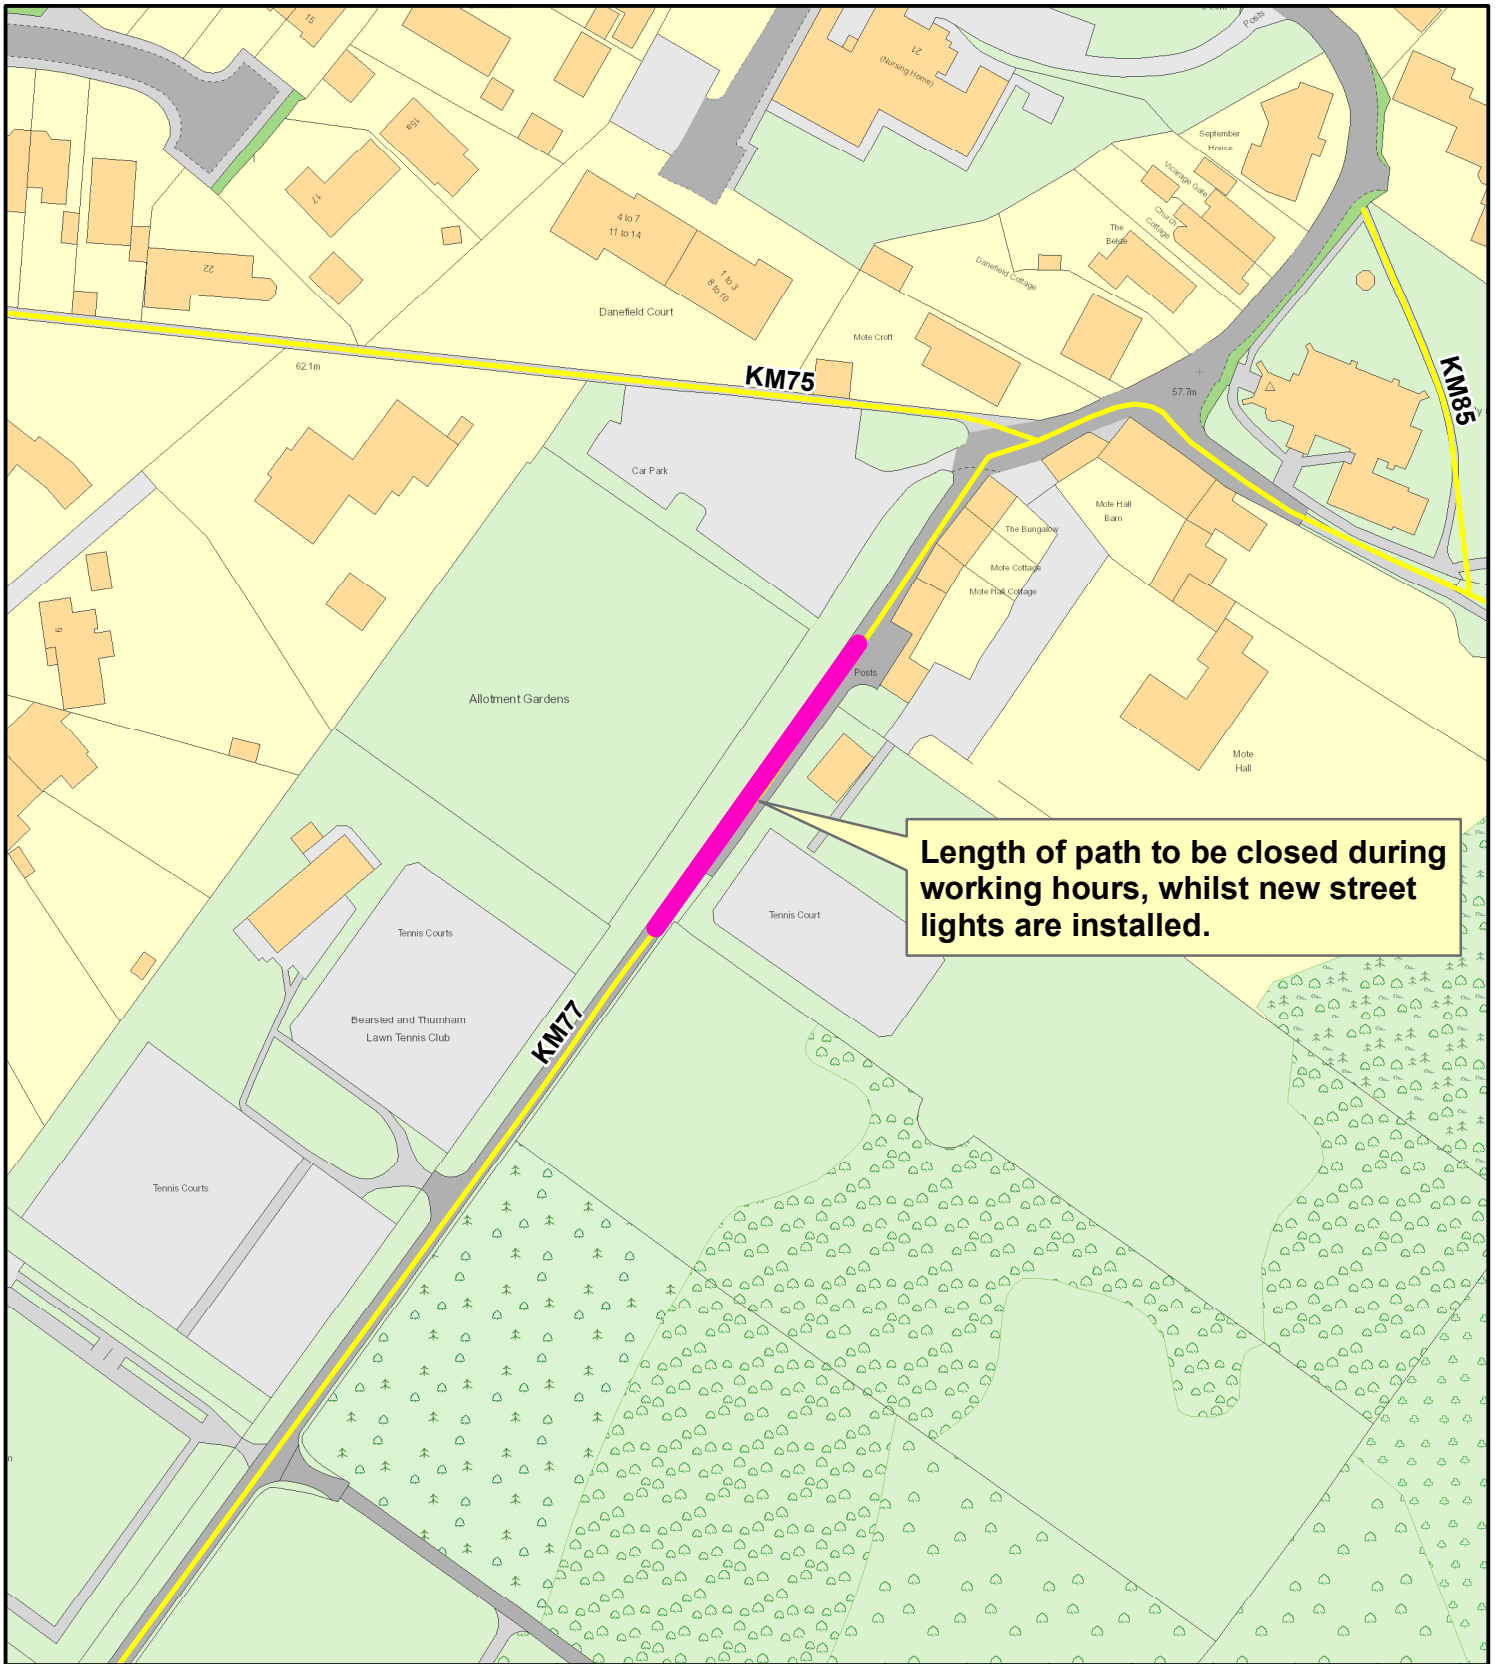 15
Posts
21
(Nursing Home)
15a
September
House
Vicarage Gate
Church
Cottage
The
Belde
17
4 to 7
11 to 14
1 to 3
8 to 10
22
Danefield Cottage
Danefield Court
Mote Croft
62.1m
KM75
57.7m
KM85
Car Park
Mote Hall
Barn
The Bungalow
Mote Cottage
Mote Hall Cottage
9
Posts
Allotment Gardens
Mote
Hall
Length of path to be closed during
working hours, whilst new street
lights are installed.
Tennis Court
Tennis Courts
Bearsted and Thurnham
Lawn Tennis Club
KM77
Tennis Courts